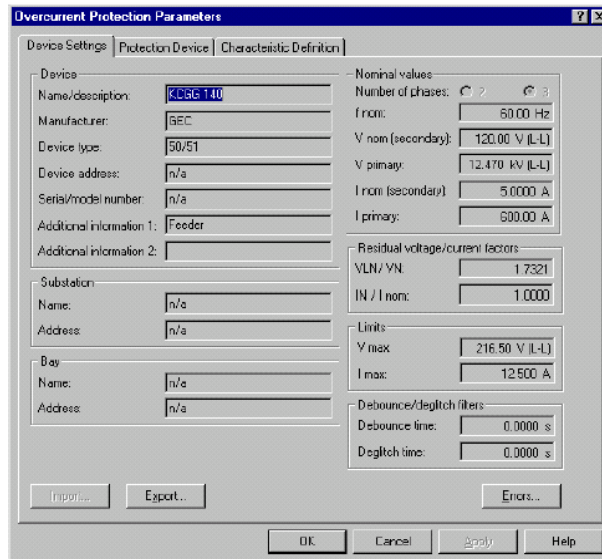 Overcurrent Protection Parameters
Device Settings Protection Device Characteristic Definition
Device
Name/description: KCGG 140
Manufacturer: GEC
Device type: 50/51
Device address: n/a
Serial/model number: n/a
Additional information 1: Feeder
Additional information 2:
Substation
Name: n/a
Address: n/a
Bay
Name: n/a
Address: n/a
Nominal values
Number of phases: 2 3
f nom: 60.00 Hz
V nom (secondary): 120.00 V (L-L)
V primary: 12.470 kV (L-L)
I nom (secondary) 5.0000 A
I primary: 600.00 A
Residual voltage/current factors
VLN / VN: 1.7321
IN / I nom: 1.0000
Limits
V max 216.50 V (L-L)
I max: 12.500 A
Debounce/deglitch filters
Debounce time: 0.0000 s
Deglitch time: 0.0000 s
Import... Export... Errors...
OK Cancel Apply Help